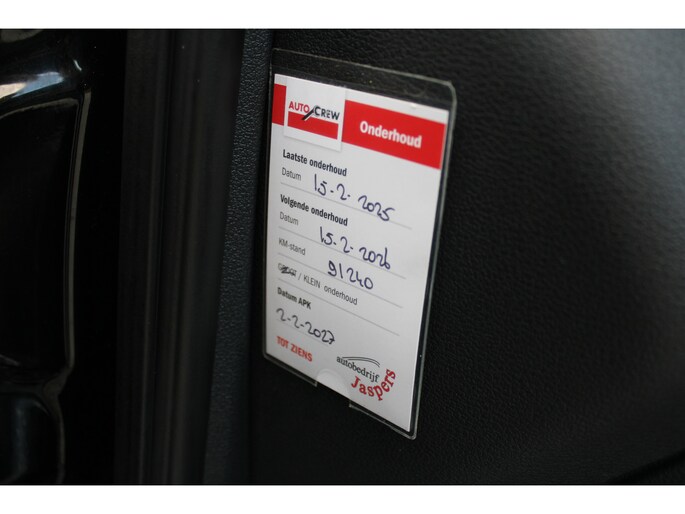 AUTO CREW
Onderhoud
Laatste onderhoud
Datum 15-2-2025
Volgende onderhoud
Datum 15-2-2026
KM-stand 91240
GROOT / KLEIN onderhoud
Datum APK
2-2-2027
TOT ZIENS
autobedrijf
Jaspers